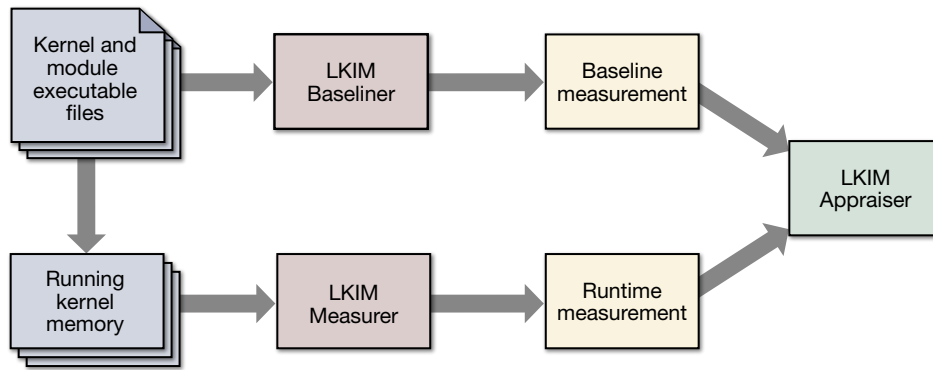 Kernel and
module
executable
files
LKIM
Baseliner
Baseline
measurement
LKIM
Appraiser
Running
kernel
memory
LKIM
Measurer
Runtime
measurement